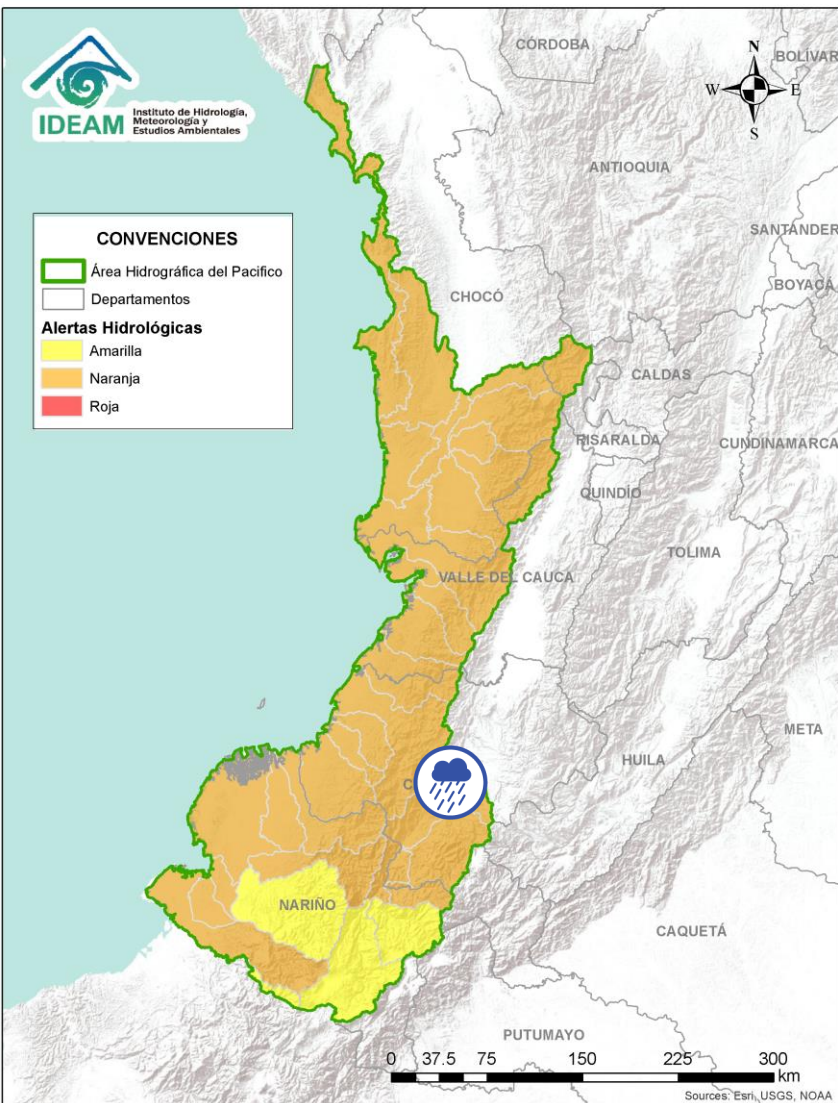 IDEAM
Instituto de Hidrología,
Meteorología y
Estudios Ambientales
CÓRDOBA
BOLÍVAR
N
W E
S
ANTIOQUIA
SANTANDER
BOYACÁ
CONVENCIONES
Área Hidrográfica del Pacifico
Departamentos
Alertas Hidrológicas
Amarilla
Naranja
Roja
CHOCÓ
CALDAS
RISARALDA
CUNDINAMARCA
QUINDÍO
TOLIMA
VALLE DEL CAUCA
META
HUILA
C
NARIÑO
CAQUETÁ
PUTUMAYO
0 37.5 75 150 225 300
km
Sources: Esri, USGS, NOAA